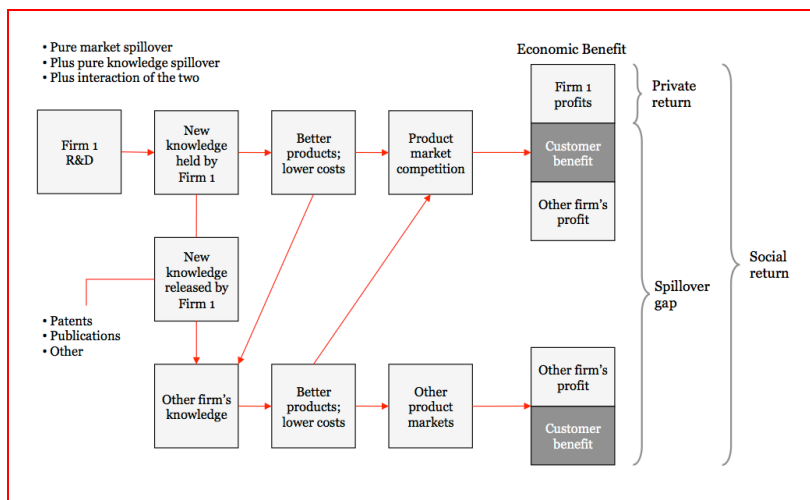 • Pure market spillover
• Plus pure knowledge spillover
• Plus interaction of the two
Economic Benefit
Firm 1
R&D
New
knowledge
held by
Firm 1
Better
products;
lower costs
Product
market
competition
Firm 1
profits
Customer
benefit
Other firm's
profit
Private
return
New
knowledge
released by
Firm 1
• Patents
• Publications
• Other
Spillover
gap
Social
return
Other firm's
knowledge
Better
products;
lower costs
Other
product
markets
Other firm's
profit
Customer
benefit